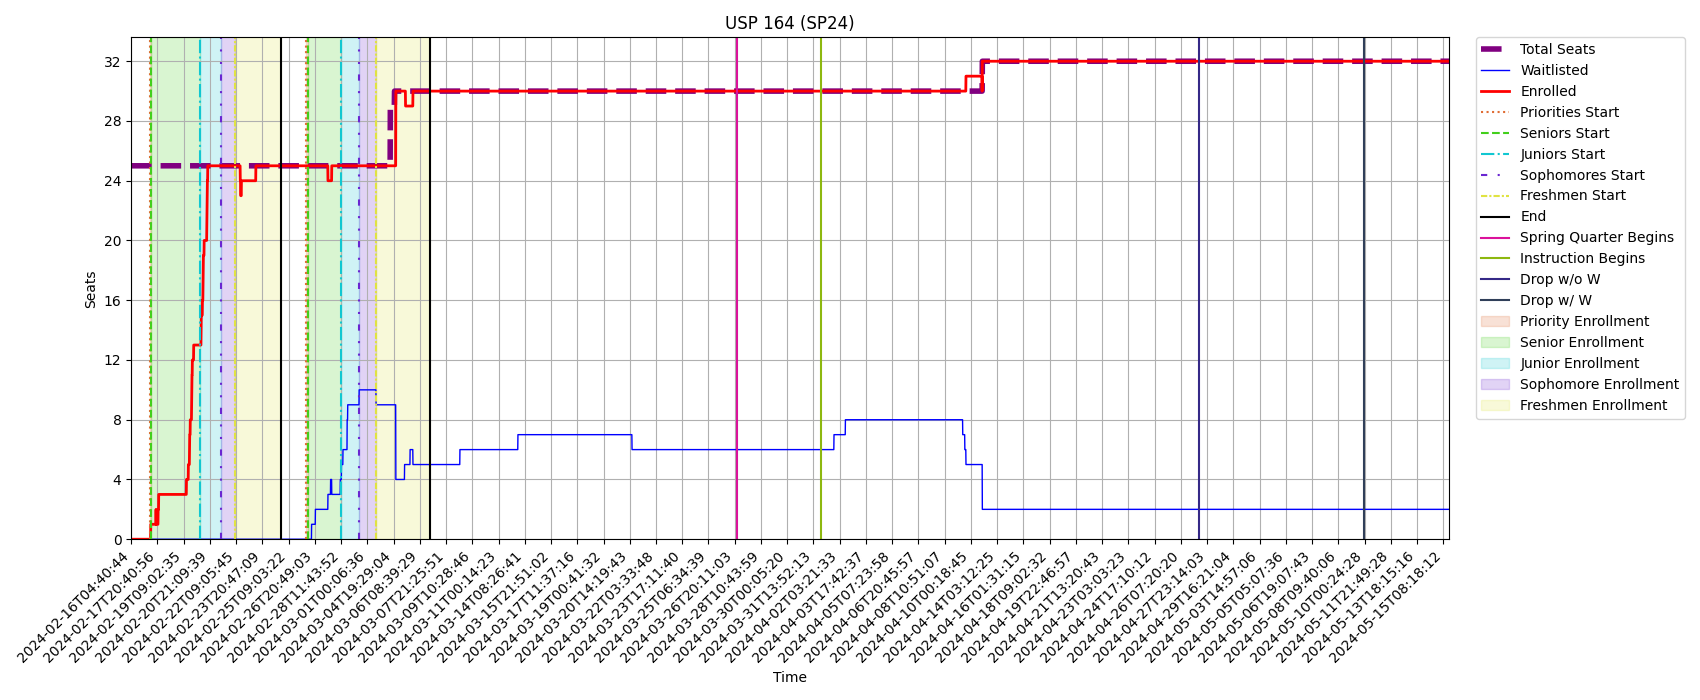 USP 164 (SP24)
Seats
32
28
24
20
16
12
8
4
0
2024-02-16T04:40:44
2024-02-17T20:40:56
2024-02-19T09:02:35
2024-02-20T21:09:39
2024-02-22T09:05:45
2024-02-23T20:47:09
2024-02-25T09:03:22
2024-02-26T20:49:03
2024-02-28T11:43:52
2024-03-01T00:06:36
2024-03-04T19:29:04
2024-03-06T08:39:29
2024-03-07T21:25:51
2024-03-09T10:28:46
2024-03-11T00:14:23
2024-03-14T08:26:41
2024-03-15T21:51:02
2024-03-17T11:37:16
2024-03-19T00:41:32
2024-03-20T14:19:43
2024-03-22T03:33:48
2024-03-23T17:11:40
2024-03-25T06:34:39
2024-03-26T20:11:03
2024-03-28T10:43:59
2024-03-30T00:05:20
2024-03-31T13:52:13
2024-04-02T03:21:33
2024-04-03T17:42:37
2024-04-05T07:23:58
2024-04-06T20:45:57
2024-04-08T10:51:07
2024-04-10T00:18:45
2024-04-14T03:12:25
2024-04-16T01:31:15
2024-04-18T09:02:32
2024-04-19T22:46:57
2024-04-21T13:20:43
2024-04-23T03:03:23
2024-04-24T17:10:12
2024-04-26T07:20:20
2024-04-27T23:14:03
2024-04-29T16:21:04
2024-05-03T14:57:06
2024-05-05T05:07:36
2024-05-06T19:07:43
2024-05-08T09:40:06
2024-05-10T00:24:28
2024-05-11T21:49:28
2024-05-13T18:15:16
2024-05-15T08:18:12
Time
Total Seats
Waitlisted
Enrolled
Priorities Start
Seniors Start
Juniors Start
Sophomores Start
Freshmen Start
End
Spring Quarter Begins
Instruction Begins
Drop w/o W
Drop w/ W
Priority Enrollment
Senior Enrollment
Junior Enrollment
Sophomore Enrollment
Freshmen Enrollment